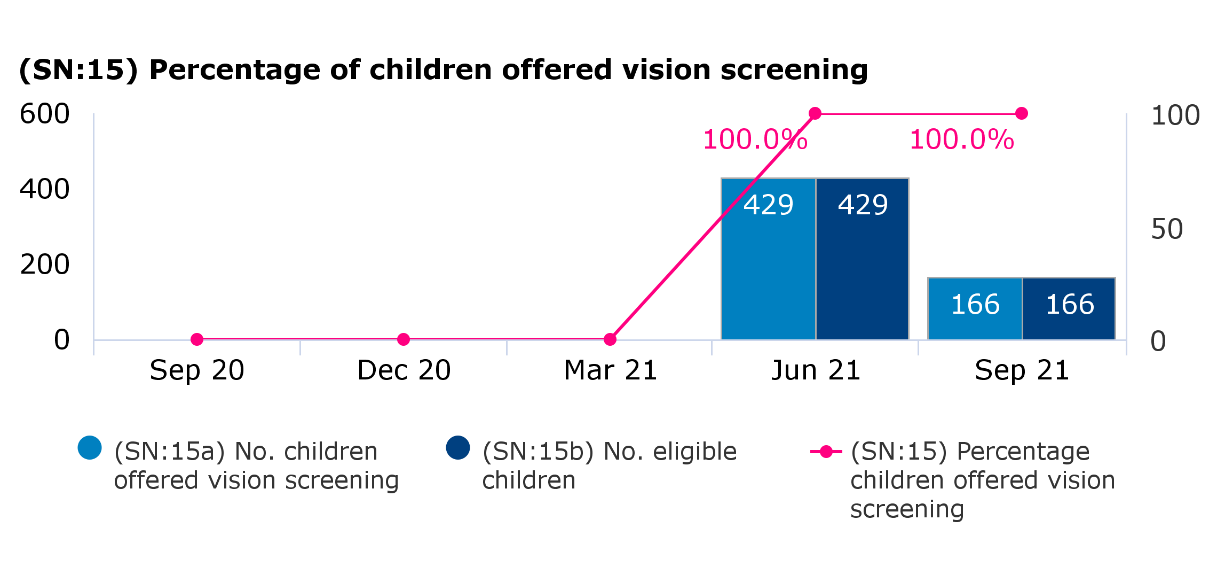 (SN:15) Percentage of children offered vision screening
600
400
200
0
100
50
0
100.0%
100.0%
429
429
166
166
Sep 20
Dec 20
Mar 21
Jun 21
Sep 21
(SN:15a) No. children
offered vision screening
(SN:15b) No. eligible
children
(SN:15) Percentage
children offered vision
screening